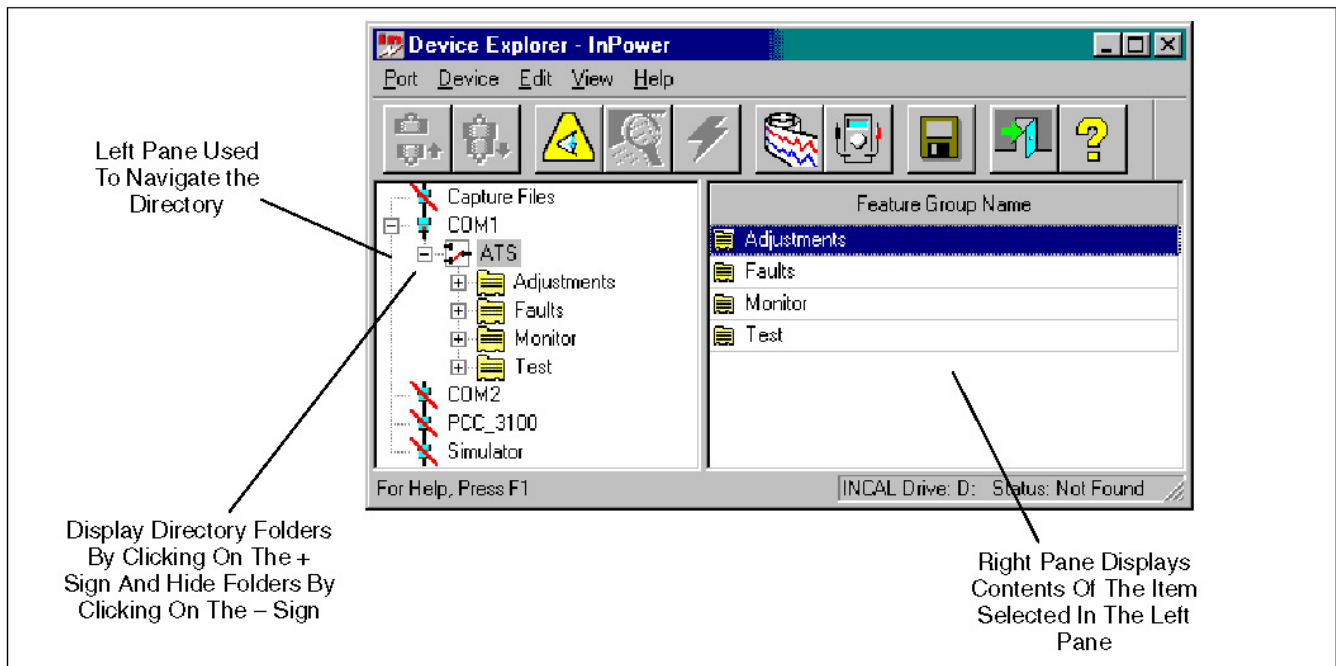 Device Explorer - InPower
Port Device Edit View Help
Left Pane Used
To Navigate the
Directory
Capture Files
COM1
ATS
Adjustments
Faults
Monitor
Test
COM2
PCC_3100
Simulator
Feature Group Name
Adjustments
Faults
Monitor
Test
For Help, Press F1
INCAL Drive: D: Status: Not Found
Display Directory Folders
By Clicking On The +
Sign And Hide Folders By
Clicking On The – Sign
Right Pane Displays
Contents Of The Item
Selected In The Left
Pane